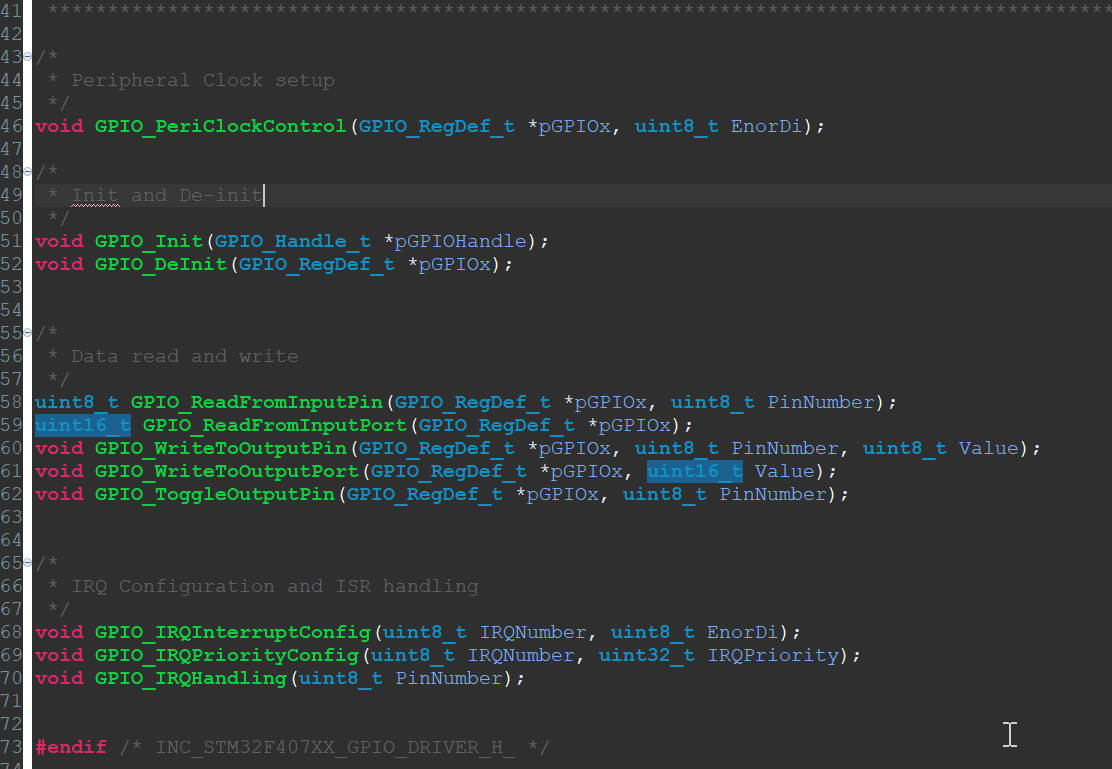 41 *****************************************************************************************
42
43 /*
44 * Peripheral Clock setup
45 */
46 void GPIO_PeriClockControl(GPIO_RegDef_t *pGPIOx, uint8_t EnorDi);
47
48 /*
49 * Init and De-init
50 */
51 void GPIO_Init(GPIO_Handle_t *pGPIOHandle);
52 void GPIO_DeInit(GPIO_RegDef_t *pGPIOx);
53
54
55 /*
56 * Data read and write
57 */
58 uint8_t GPIO_ReadFromInputPin(GPIO_RegDef_t *pGPIOx, uint8_t PinNumber);
59 uint16_t GPIO_ReadFromInputPort(GPIO_RegDef_t *pGPIOx);
60 void GPIO_WriteToOutputPin(GPIO_RegDef_t *pGPIOx, uint8_t PinNumber, uint8_t Value);
61 void GPIO_WriteToOutputPort(GPIO_RegDef_t *pGPIOx, uint16_t Value);
62 void GPIO_ToggleOutputPin(GPIO_RegDef_t *pGPIOx, uint8_t PinNumber);
63
64
65 /*
66 * IRQ Configuration and ISR handling
67 */
68 void GPIO_IRQInterruptConfig(uint8_t IRQNumber, uint8_t EnorDi);
69 void GPIO_IRQPriorityConfig(uint8_t IRQNumber, uint32_t IRQPriority);
70 void GPIO_IRQHandling(uint8_t PinNumber);
71
72
73 #endif /* INC_STM32F407XX_GPIO_DRIVER_H_ */
74